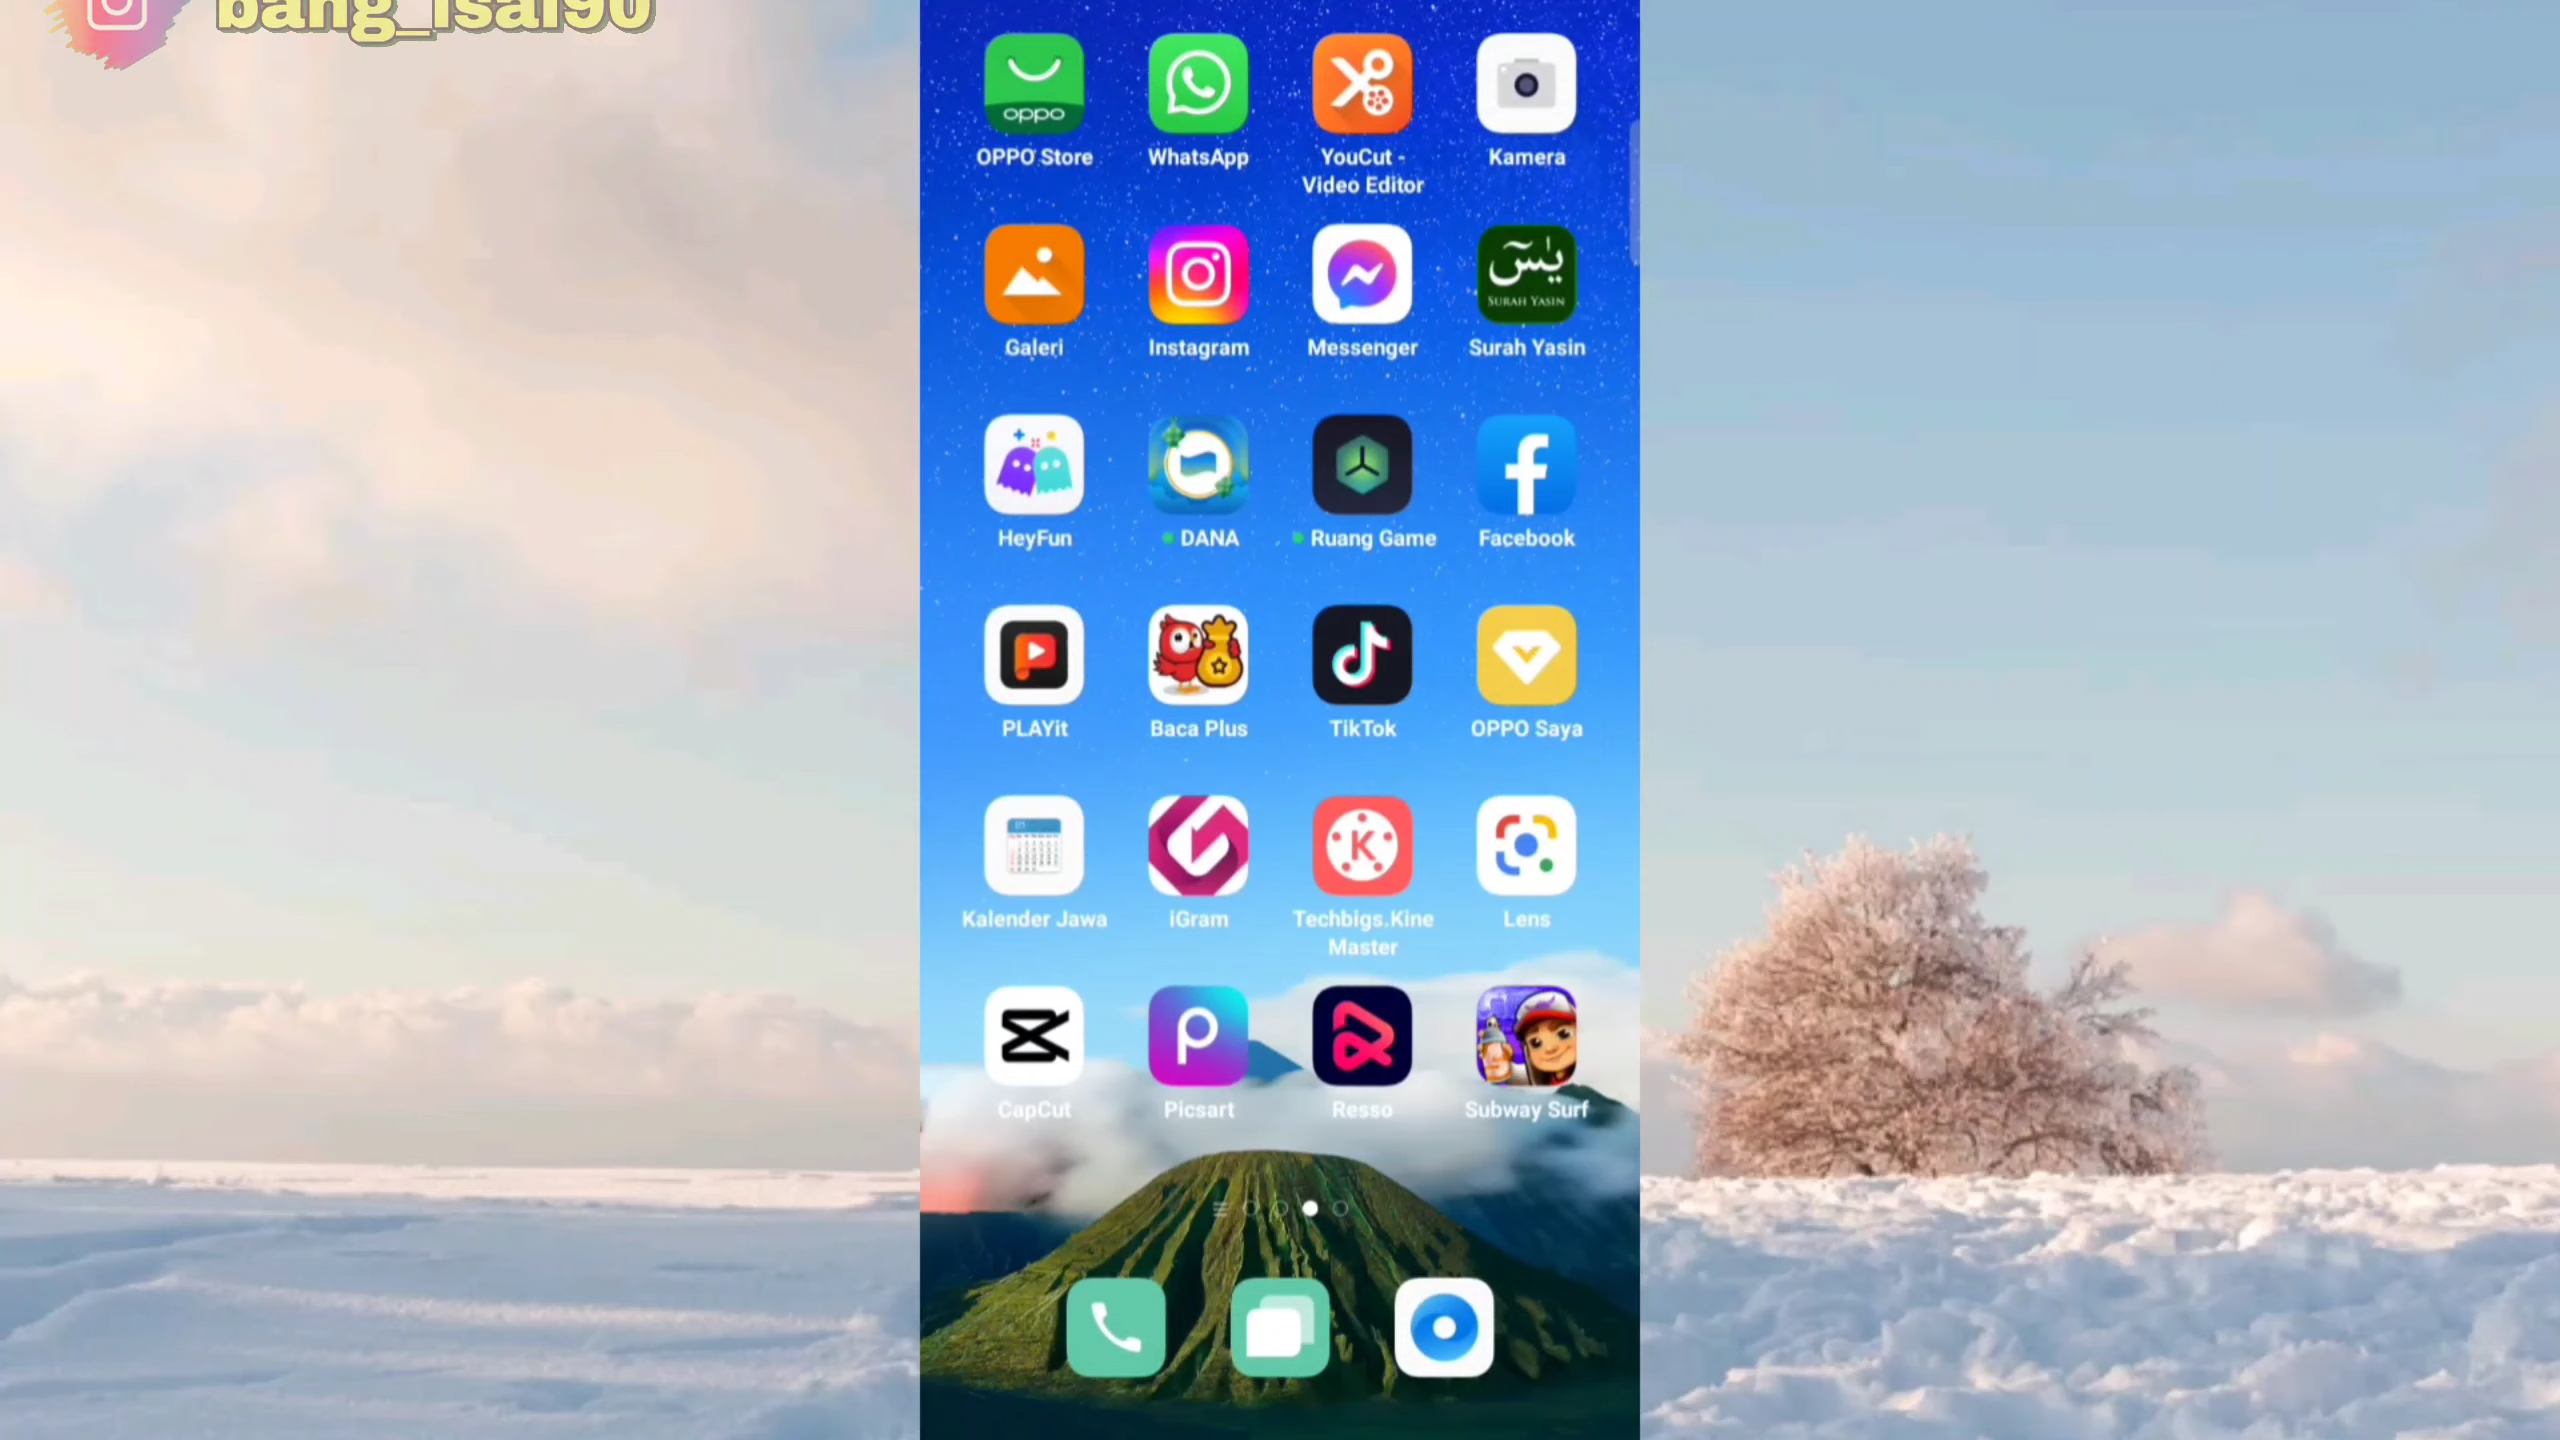 bang_isal90
oppo
OPPO Store
WhatsApp
YouCut -
Video Editor
Kamera
Galeri
Instagram
Messenger
يٰسٓ
SURAH YASIN
Surah Yasin
HeyFun
DANA
Ruang Game
Facebook
PLAYit
Baca Plus
TikTok
OPPO Saya
Kalender Jawa
iGram
K
Techbigs.Kine
Master
Lens
CapCut
Picsart
Resso
Subway Surf